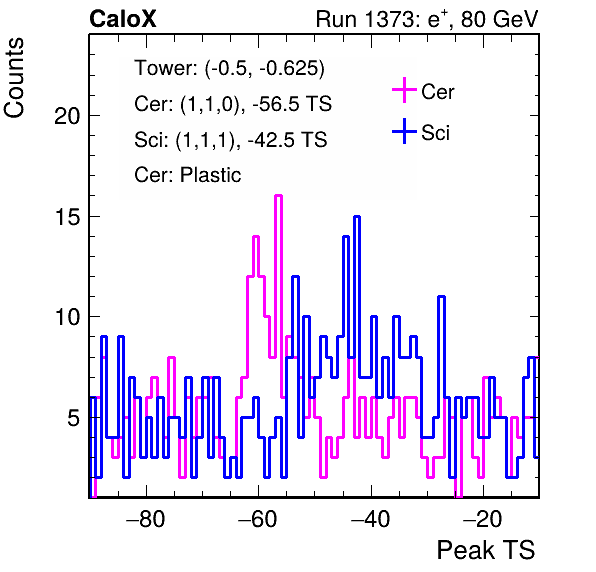 CaloX Run 1373: e⁺, 80 GeV
Counts
Tower: (-0.5, -0.625)
Cer: (1,1,0), -56.5 TS
Sci: (1,1,1), -42.5 TS
Cer: Plastic
Cer
Sci
20
15
10
5
−80 −60 −40 −20
Peak TS